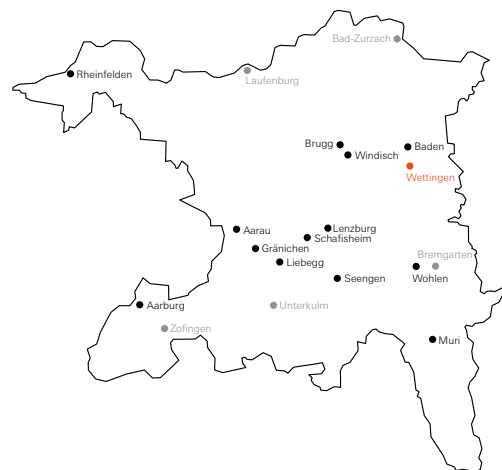 Bad-Zurzach
Rheinfelden
Laufenburg
Brugg
Baden
Windisch
Wettingen
Aarau
Lenzburg
Schafisheim
Gränichen
Bremgarten
Liebegg
Seengen
Wohlen
Aarburg
Unterkulm
Zofingen
Muri